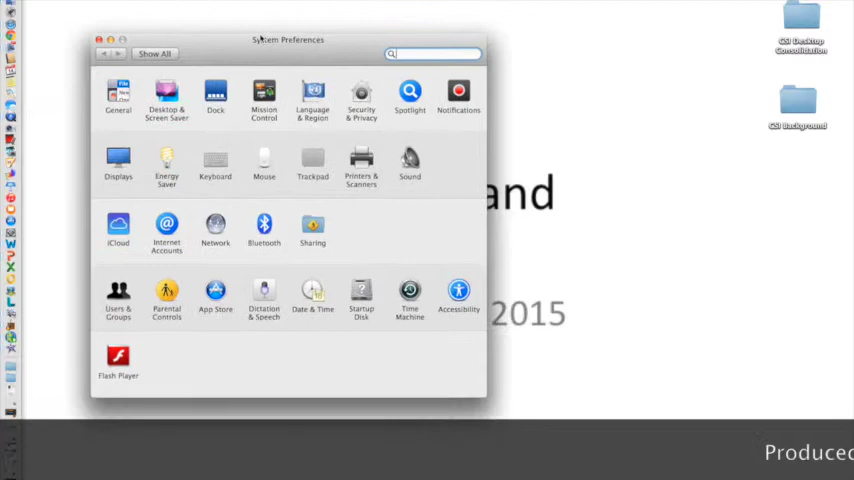 System Preferences
Show All
General
Desktop &
Screen Saver
Dock
Mission
Control
Language
& Region
Security
& Privacy
Spotlight
Notifications
Displays
Energy
Saver
Keyboard
Mouse
Trackpad
Printers &
Scanners
Sound
iCloud
Internet
Accounts
Network
Bluetooth
Sharing
Users &
Groups
Parental
Controls
App Store
Dictation
& Speech
Date & Time
Startup
Disk
Time
Machine
Accessibility
Flash Player
and
2015
GSI Desktop
Consolidation
GSI Background
Produced